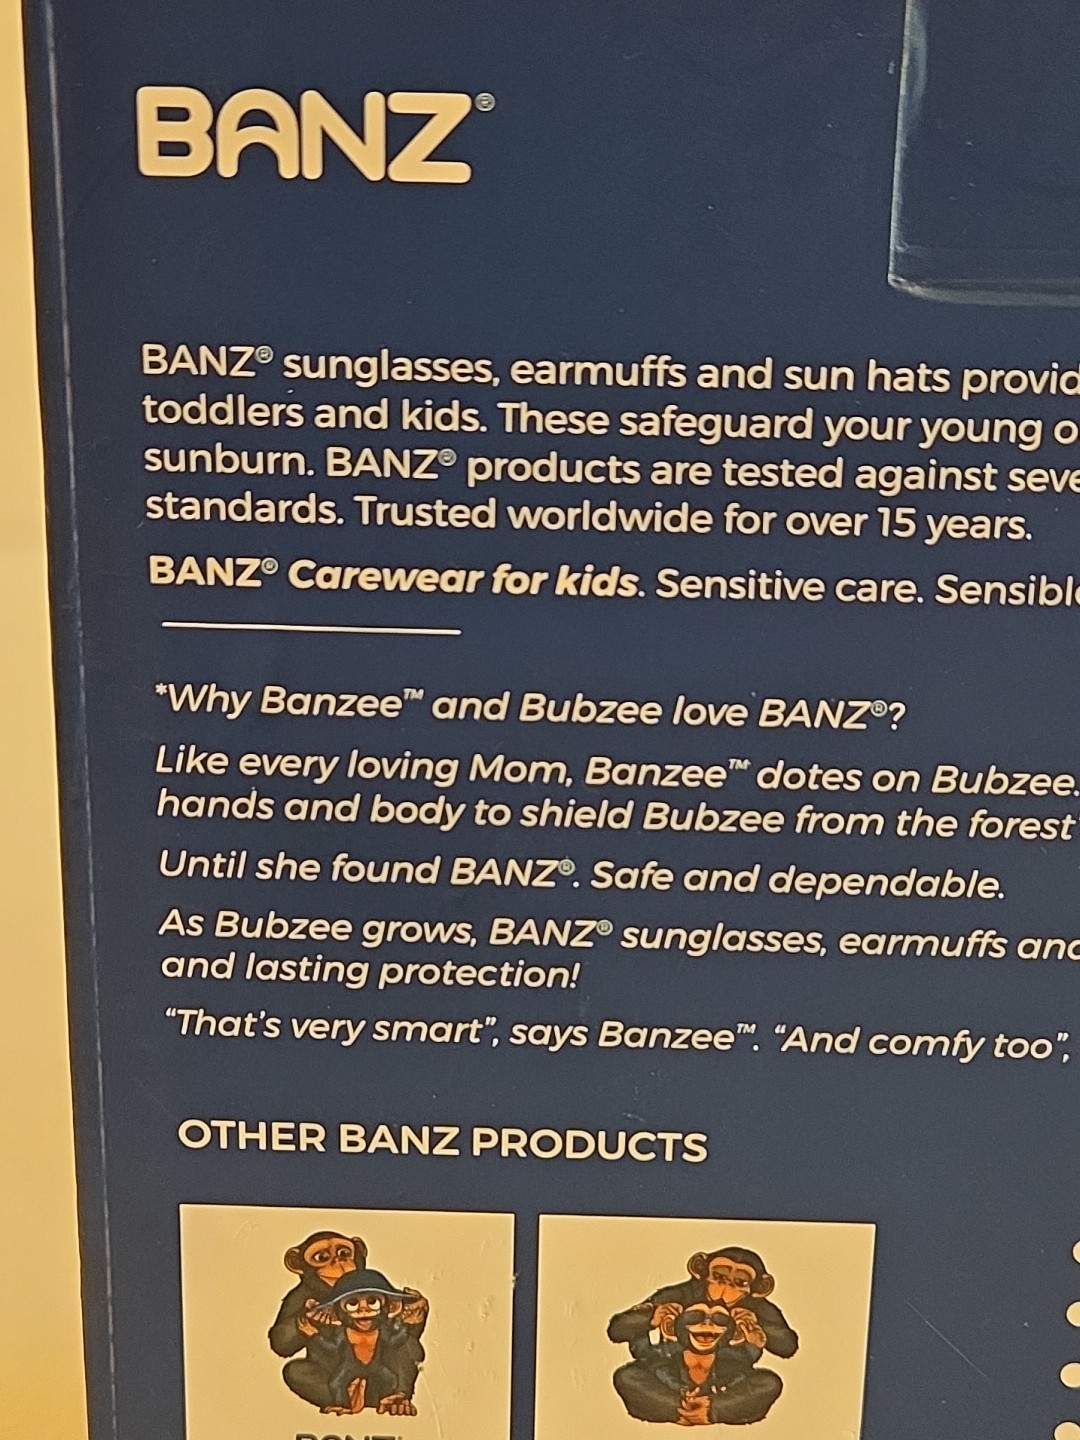 BANZ®
BANZ® sunglasses, earmuffs and sun hats
toddlers and kids. These safeguard your young
sunburn. BANZ® products are tested against
standards. Trusted worldwide for over 15 years.
BANZ® Carewear for kids. Sensitive care.
*Why Banzee™ and Bubzee love BANZ®?
Like every loving Mom, Banzee™ dotes on Bubzee.
hands and body to shield Bubzee from the forest
Until she found BANZ®. Safe and dependable.
As Bubzee grows, BANZ® sunglasses, earmuffs
and lasting protection!
“That’s very smart”, says Banzee™. “And comfy too”,
OTHER BANZ PRODUCTS